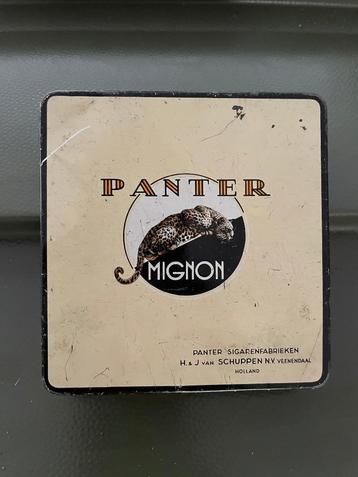 PANTER
MIGNON
PANTER SIGARENFABRIEKEN
H. & J VAN SCHUPPEN N.V. VEENENDAAL
HOLLAND